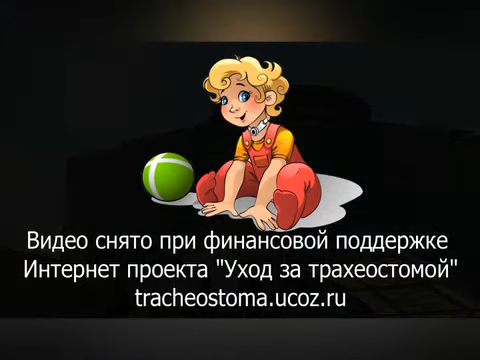 Видео снято при финансовой поддержке
Интернет проекта "Уход за трахеостомой"
tracheostoma.ucoz.ru